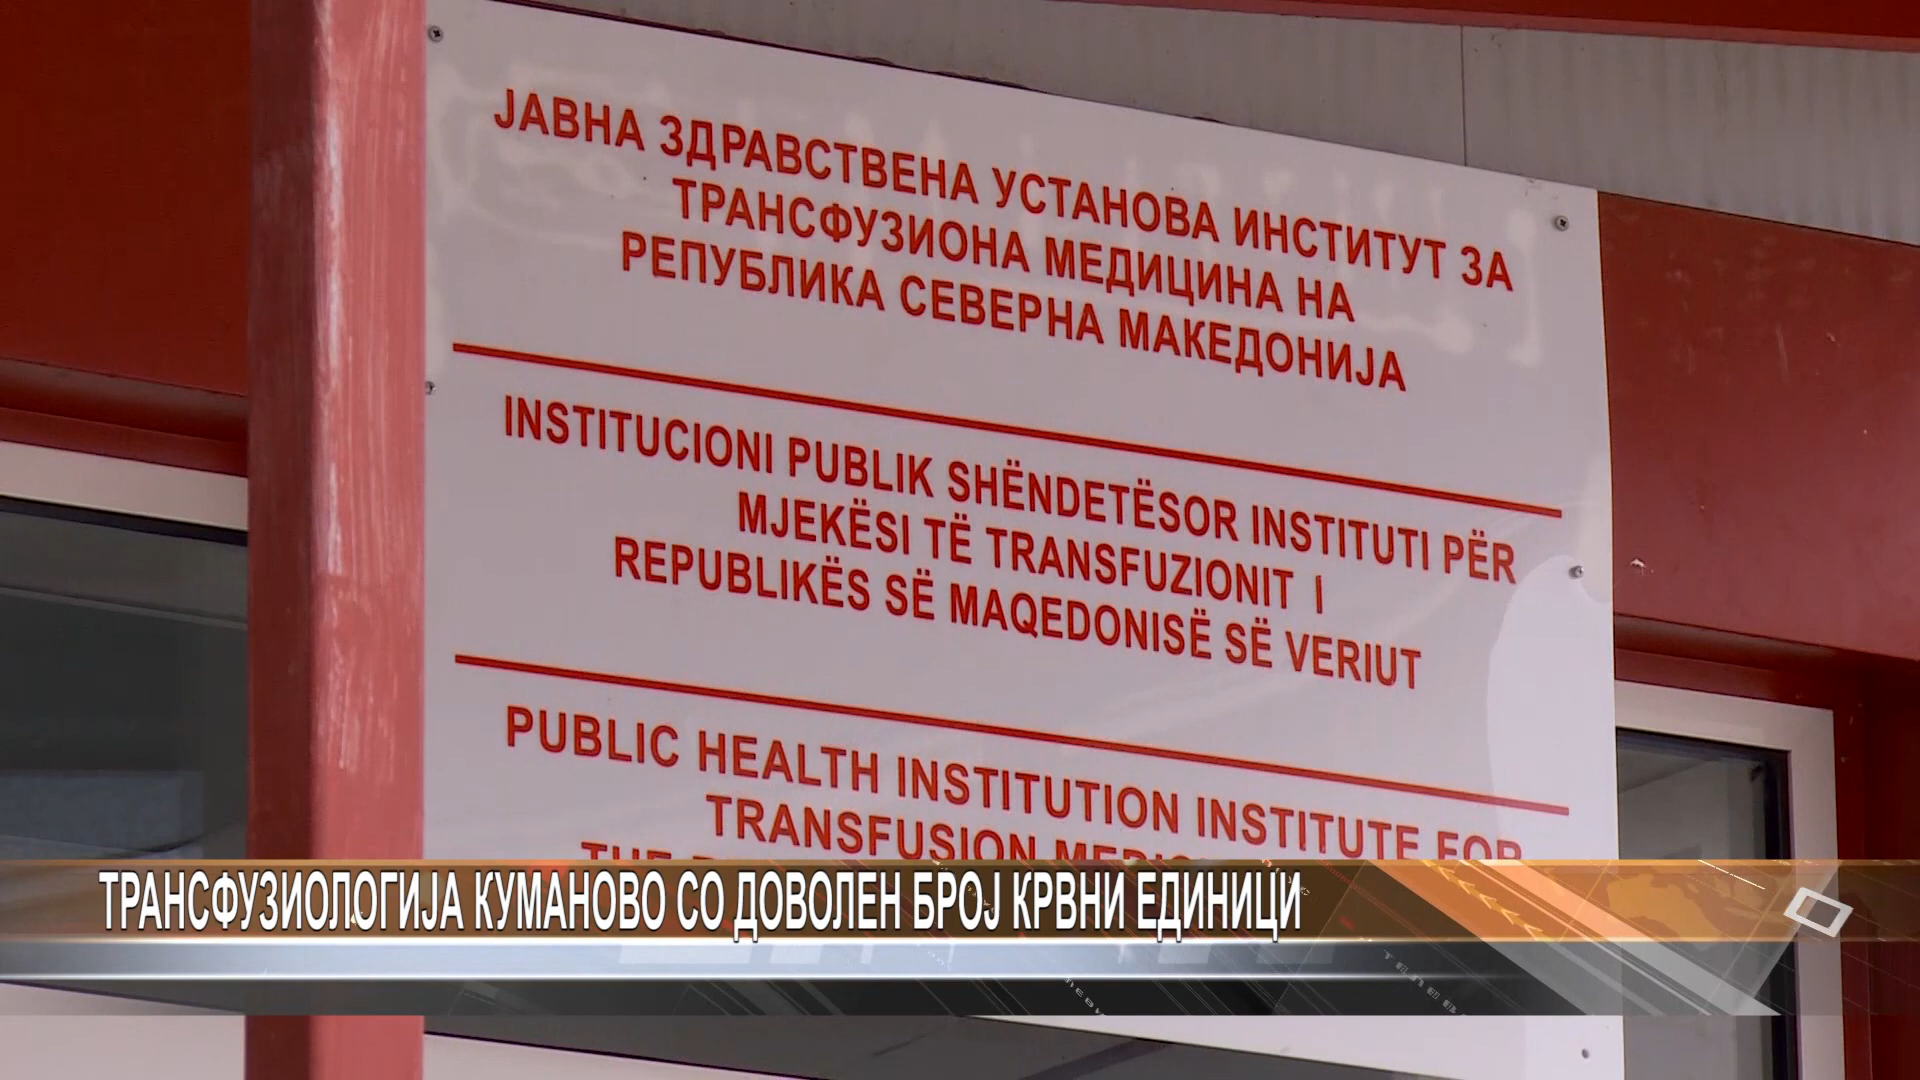 ЈАВНА ЗДРАВСТВЕНА УСТАНОВА ИНСТИТУТ ЗА
ТРАНСФУЗИОНА МЕДИЦИНА НА
РЕПУБЛИКА СЕВЕРНА МАКЕДОНИЈА
INSTITUCIONI PUBLIK SHËNDETËSOR INSTITUTI PËR
MJEKËSI TË TRANSFUZIONIT I
REPUBLIKËS SË MAQEDONISË SË VERIUT
PUBLIC HEALTH INSTITUTION INSTITUTE FOR
TRANSFUSION
THE
ТРАНСФУЗИОЛОГИЈА КУМАНОВО СО ДОВОЛЕН БРОЈ КРВНИ ЕДИНИЦИ